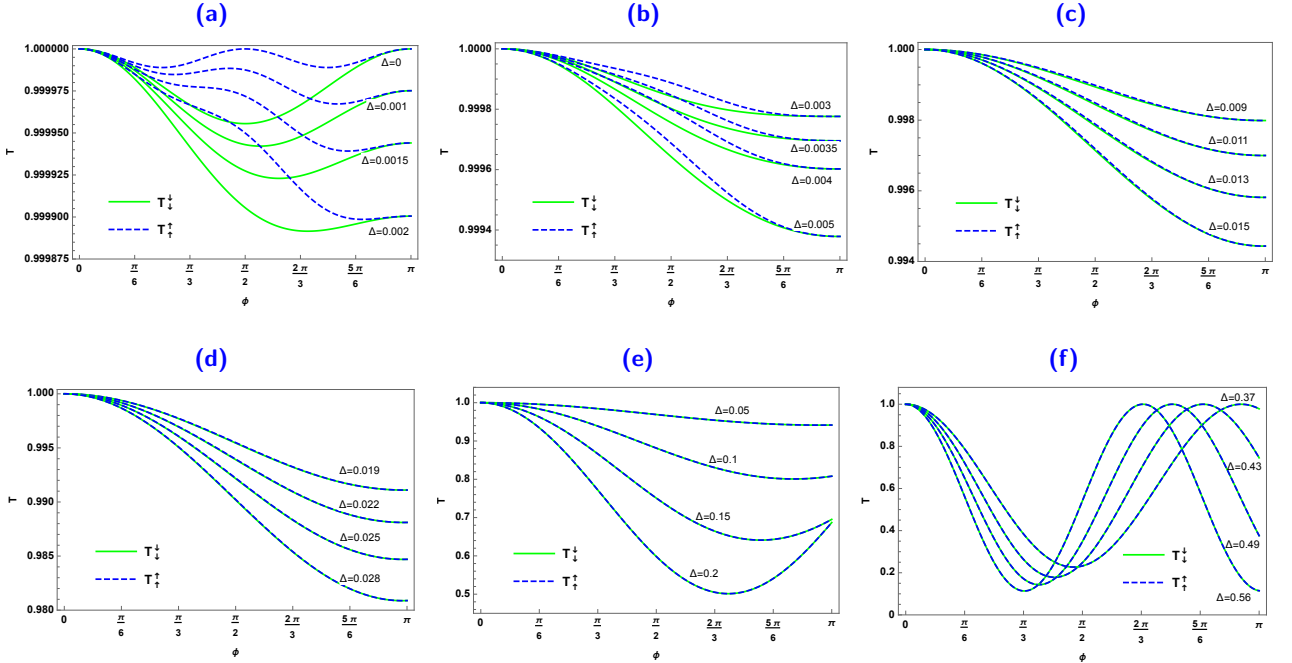 (a)
1.000000
0.999975
0.999950
0.999925
0.999900
0.999875
T
Δ=0
Δ=0.001
Δ=0.0015
Δ=0.002
T↓↓
T↑↑
0 π/6 π/3 π/2 2π/3 5π/6 π
ϕ
(b)
1.0000
0.9998
0.9996
0.9994
T
Δ=0.003
Δ=0.0035
Δ=0.004
Δ=0.005
T↓↓
T↑↑
0 π/6 π/3 π/2 2π/3 5π/6 π
ϕ
(c)
1.000
0.998
0.996
0.994
T
Δ=0.009
Δ=0.011
Δ=0.013
Δ=0.015
T↓↓
T↑↑
0 π/6 π/3 π/2 2π/3 5π/6 π
ϕ
(d)
1.000
0.995
0.990
0.985
0.980
T
Δ=0.019
Δ=0.022
Δ=0.025
Δ=0.028
T↓↓
T↑↑
0 π/6 π/3 π/2 2π/3 5π/6 π
ϕ
(e)
1.0
0.9
0.8
0.7
0.6
0.5
T
Δ=0.05
Δ=0.1
Δ=0.15
Δ=0.2
T↓↓
T↑↑
0 π/6 π/3 π/2 2π/3 5π/6 π
ϕ
(f)
1.0
0.8
0.6
0.4
0.2
0
T
Δ=0.37
Δ=0.43
Δ=0.49
Δ=0.56
T↓↓
T↑↑
0 π/6 π/3 π/2 2π/3 5π/6 π
ϕ